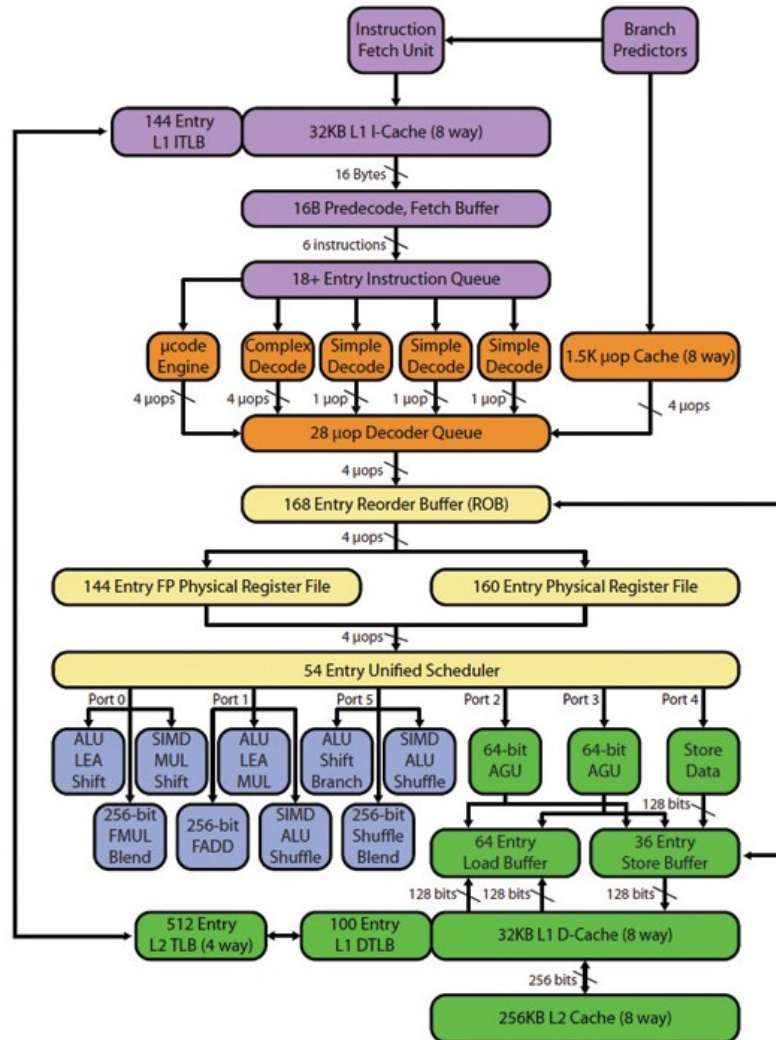 Instruction
Fetch Unit
Branch
Predictors
144 Entry
L1 ITLB
32KB L1 I-Cache (8 way)
16 Bytes
16B Predecode, Fetch Buffer
6 instructions
18+ Entry Instruction Queue
µcode
Engine
Complex
Decode
Simple
Decode
Simple
Decode
Simple
Decode
1.5K µop Cache (8 way)
4 µops
4 µops
1 µop
1 µop
1 µop
4 µops
28 µop Decoder Queue
4 µops
168 Entry Reorder Buffer (ROB)
4 µops
144 Entry FP Physical Register File
160 Entry Physical Register File
4 µops
54 Entry Unified Scheduler
Port 0
Port 1
Port 5
Port 2
Port 3
Port 4
ALU
LEA
Shift
SIMD
MUL
Shift
ALU
LEA
MUL
ALU
Shift
Branch
SIMD
ALU
Shuffle
64-bit
AGU
64-bit
AGU
Store
Data
256-bit
FMUL
Blend
256-bit
FADD
SIMD
ALU
Shuffle
256-bit
Shuffle
Blend
128 bits
64 Entry
Load Buffer
36 Entry
Store Buffer
128 bits
128 bits
128 bits
512 Entry
L2 TLB (4 way)
100 Entry
L1 DTLB
32KB L1 D-Cache (8 way)
256 bits
256KB L2 Cache (8 way)